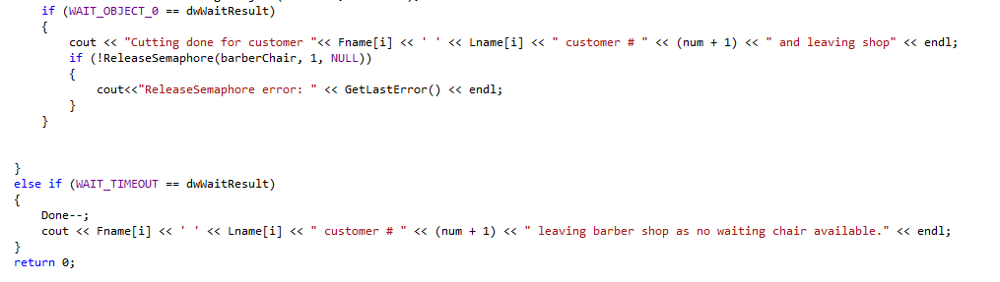 if (WAIT_OBJECT_0 == dwWaitResult)
{
cout << "Cutting done for customer "<< Fname[i] << ' ' << Lname[i] << " customer # " << (num + 1) << " and leaving shop" << endl;
if (!ReleaseSemaphore(barberChair, 1, NULL))
{
cout<<"ReleaseSemaphore error: " << GetLastError() << endl;
}
}
}
else if (WAIT_TIMEOUT == dwWaitResult)
{
Done--;
cout << Fname[i] << ' ' << Lname[i] << " customer # " << (num + 1) << " leaving barber shop as no waiting chair available." << endl;
}
return 0;